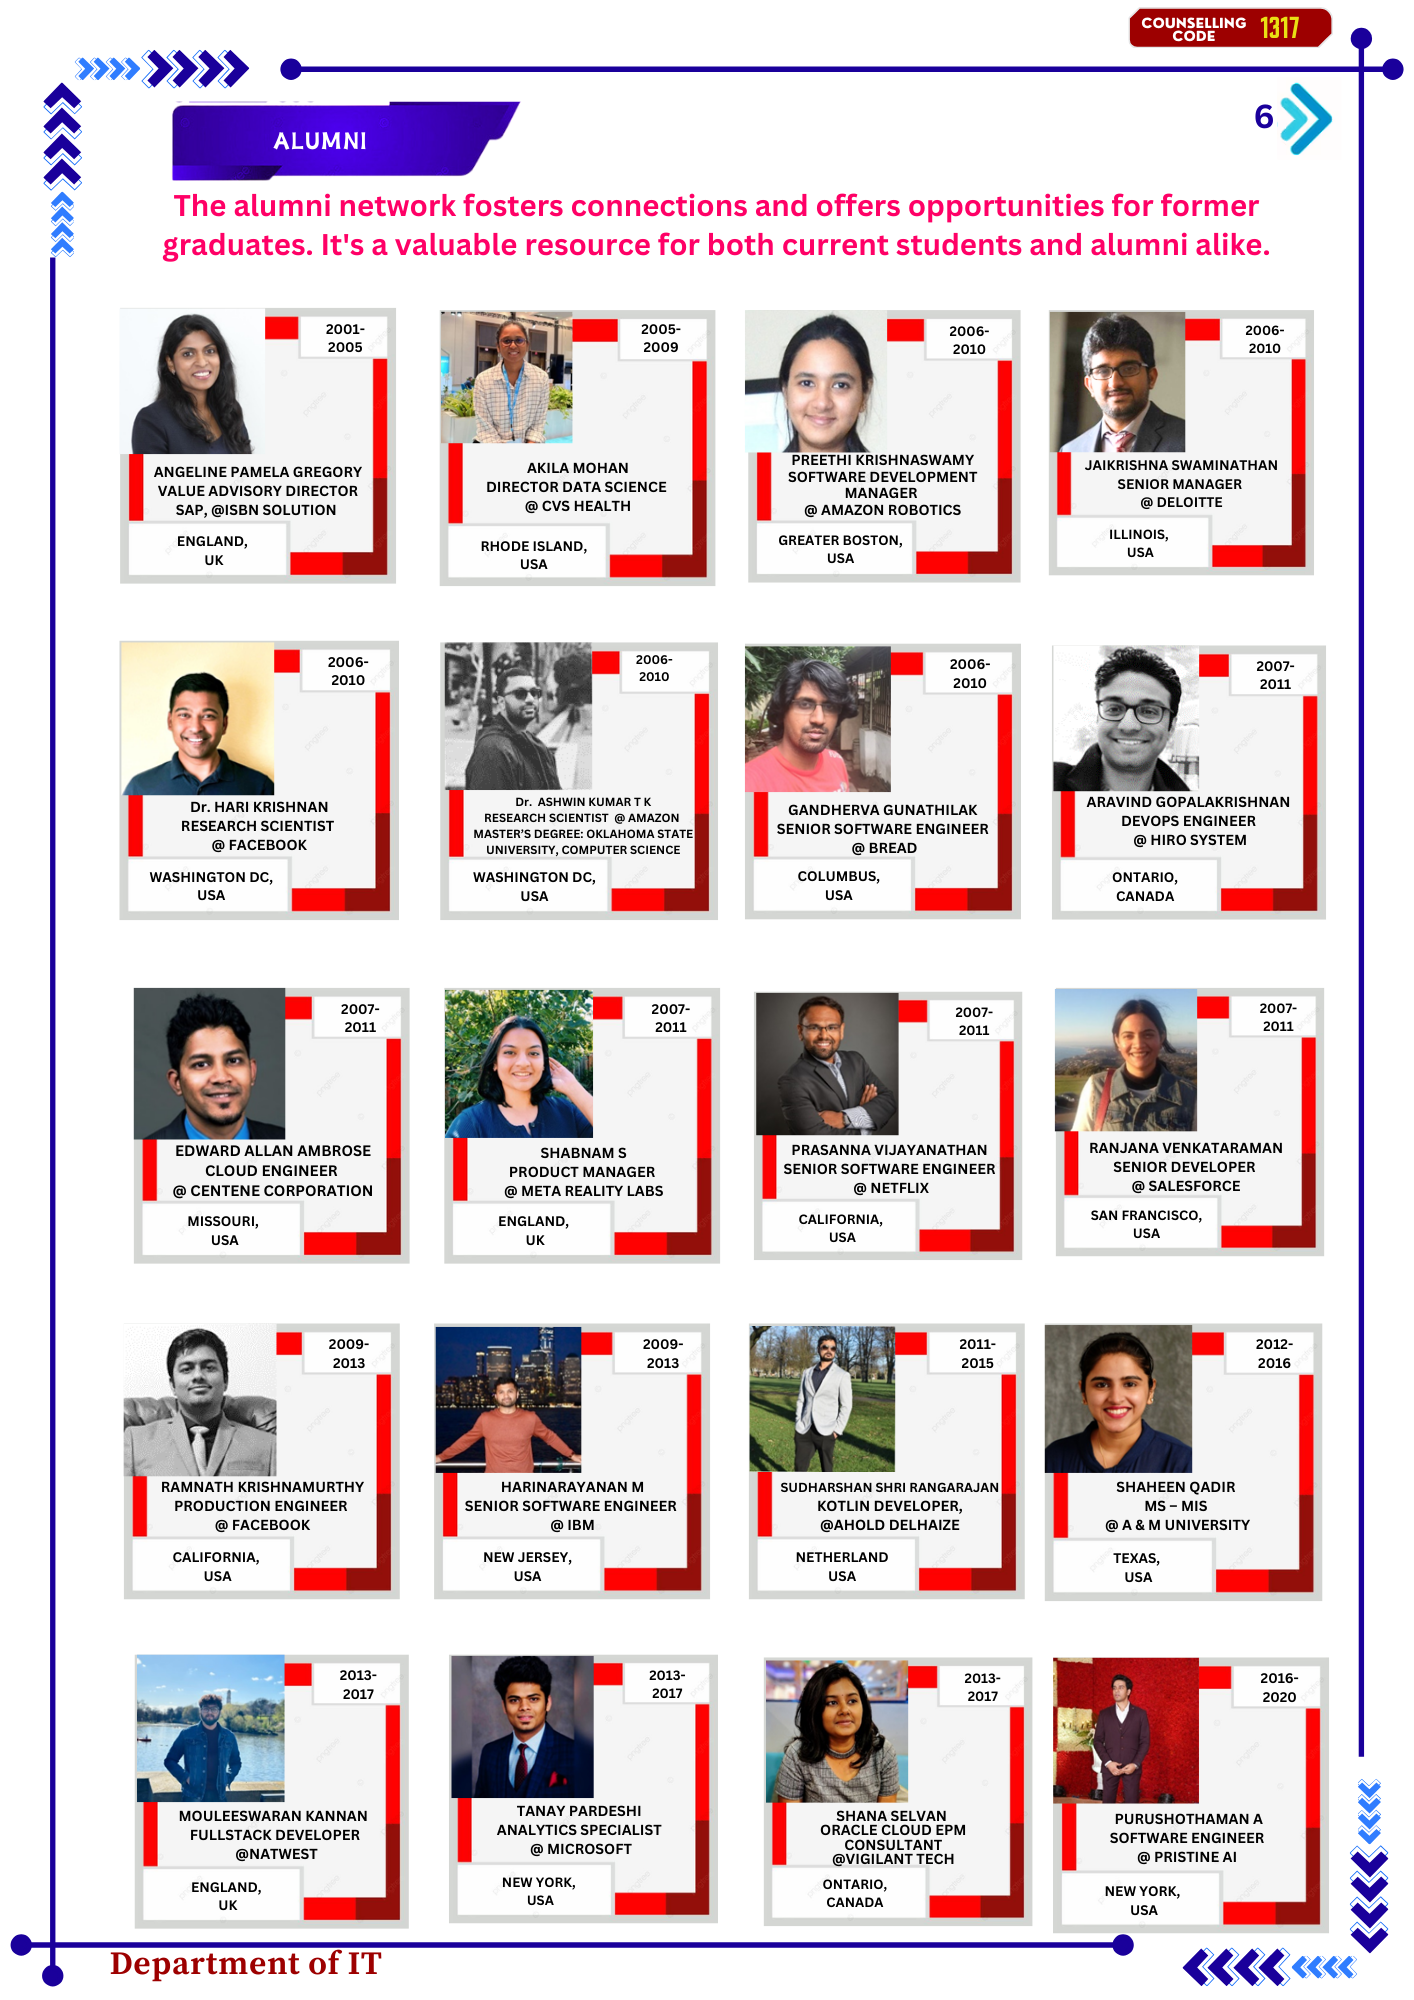 COUNSELLING
CODE
1317
6
ALUMNI
The alumni network fosters connections and offers opportunities for former
graduates. It's a valuable resource for both current students and alumni alike.
2001-
2005
ANGELINE PAMELA GREGORY
VALUE ADVISORY DIRECTOR
SAP, @ISBN SOLUTION
ENGLAND,
UK
2005-
2009
AKILA MOHAN
DIRECTOR DATA SCIENCE
@ CVS HEALTH
RHODE ISLAND,
USA
2006-
2010
PREETHI KRISHNASWAMY
SOFTWARE DEVELOPMENT
MANAGER
@ AMAZON ROBOTICS
GREATER BOSTON,
USA
2006-
2010
JAIKRISHNA SWAMINATHAN
SENIOR MANAGER
@ DELOITTE
ILLINOIS,
USA
2006-
2010
Dr. HARI KRISHNAN
RESEARCH SCIENTIST
@ FACEBOOK
WASHINGTON DC,
USA
2006-
2010
Dr. ASHWIN KUMAR T K
RESEARCH SCIENTIST @ AMAZON
MASTER'S DEGREE: OKLAHOMA STATE
UNIVERSITY, COMPUTER SCIENCE
WASHINGTON DC,
USA
2006-
2010
GANDHERVA GUNATHILAK
SENIOR SOFTWARE ENGINEER
@ BREAD
COLUMBUS,
USA
2007-
2011
ARAVIND GOPALAKRISHNAN
DEVOPS ENGINEER
@ HIRO SYSTEM
ONTARIO,
CANADA
2007-
2011
EDWARD ALLAN AMBROSE
CLOUD ENGINEER
@ CENTENE CORPORATION
MISSOURI,
USA
2007-
2011
SHABNAM S
PRODUCT MANAGER
@ META REALITY LABS
ENGLAND,
UK
2007-
2011
PRASANNA VIJAYANATHAN
SENIOR SOFTWARE ENGINEER
@ NETFLIX
CALIFORNIA,
USA
2007-
2011
RANJANA VENKATARAMAN
SENIOR DEVELOPER
@ SALESFORCE
SAN FRANCISCO,
USA
2009-
2013
RAMNATH KRISHNAMURTHY
PRODUCTION ENGINEER
@ FACEBOOK
CALIFORNIA,
USA
2009-
2013
HARINARAYANAN M
SENIOR SOFTWARE ENGINEER
@ IBM
NEW JERSEY,
USA
2011-
2015
SUDHARSHAN SHRI RANGARAJAN
KOTLIN DEVELOPER,
@AHOLD DELHAIZE
NETHERLAND
USA
2012-
2016
SHAHEEN QADIR
MS – MIS
@ A & M UNIVERSITY
TEXAS,
USA
2013-
2017
MOULEESWARAN KANNAN
FULLSTACK DEVELOPER
@NATWEST
ENGLAND,
UK
2013-
2017
TANAY PARDESHI
ANALYTICS SPECIALIST
@ MICROSOFT
NEW YORK,
USA
2013-
2017
SHANA SELVAN
ORACLE CLOUD EPM
CONSULTANT
@VIGILANT TECH
ONTARIO,
CANADA
2016-
2020
PURUSHOTHAMAN A
SOFTWARE ENGINEER
@ PRISTINE AI
NEW YORK,
USA
Department of IT